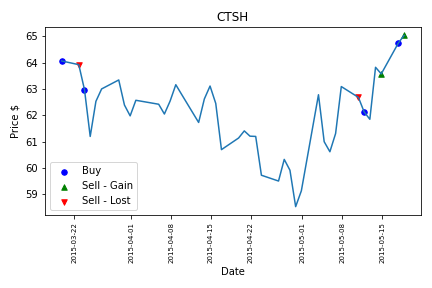 CTSH
Price $
65
64
63
62
61
60
59
Buy
Sell - Gain
Sell - Lost
2015-03-22
2015-04-01
2015-04-08
2015-04-15
2015-04-22
2015-05-01
2015-05-08
2015-05-15
Date